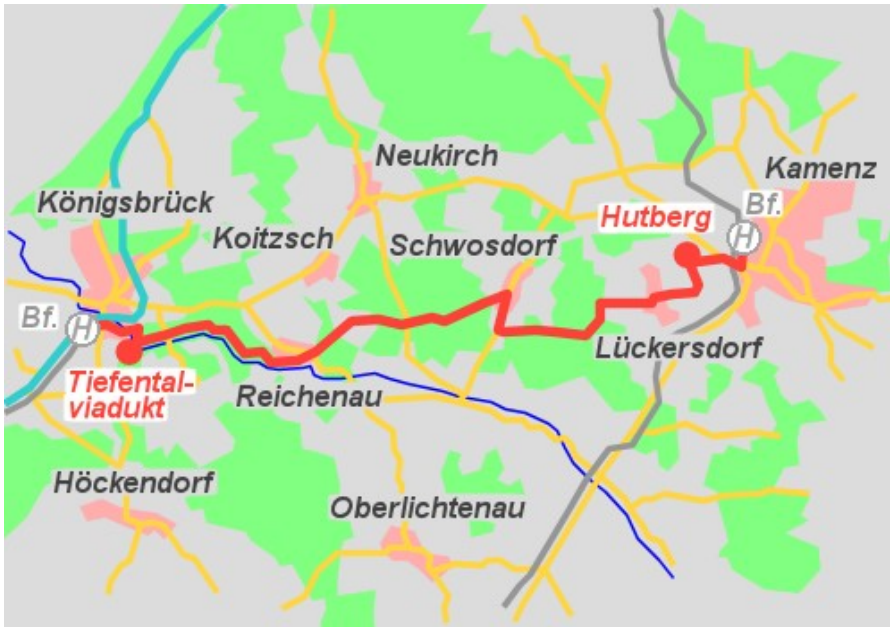 Neukirch
Kamenz
Königsbrück
Bf.
Hutberg
H
Koitzsch
Schwosdorf
Bf.
H
Lückersdorf
Tiefental-
viadukt
Reichenau
Höckendorf
Oberlichtenau